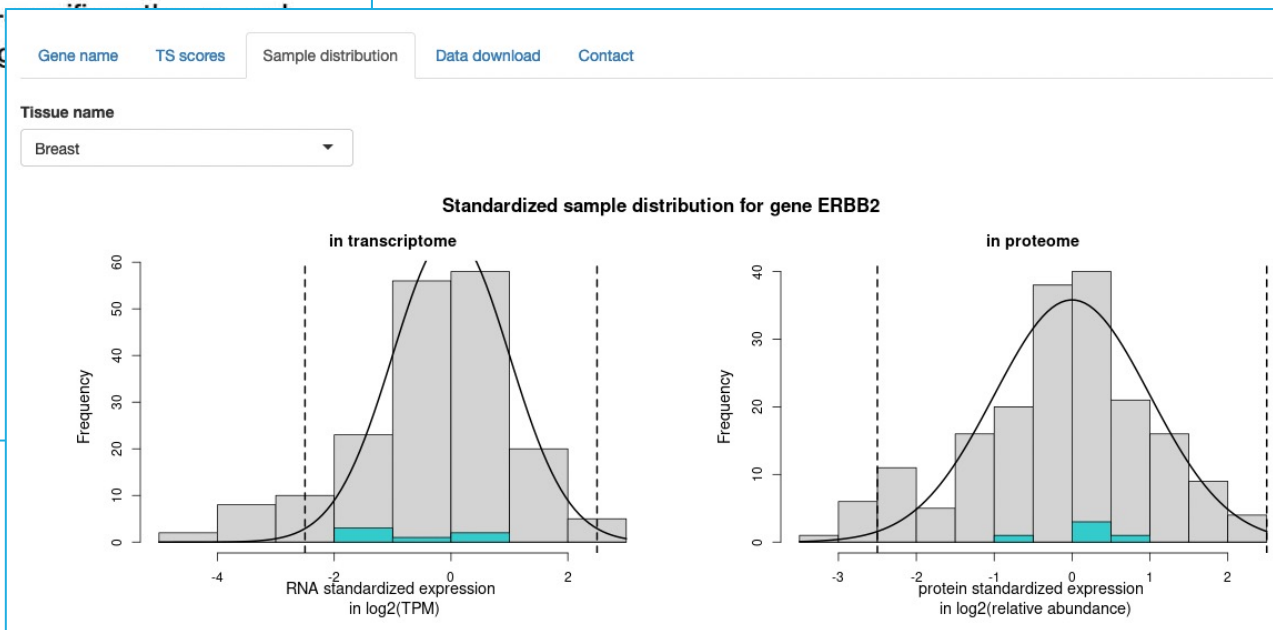 Gene name TS scores Sample distribution Data download Contact
Tissue name
Breast
Standardized sample distribution for gene ERBB2
in transcriptome in proteome
Frequency
0 10 20 30 40 50 60
-4 -2 0 2
RNA standardized expression
in log2(TPM)
Frequency
0 10 20 30 40
-3 -2 -1 0 1 2
protein standardized expression
in log2(relative abundance)